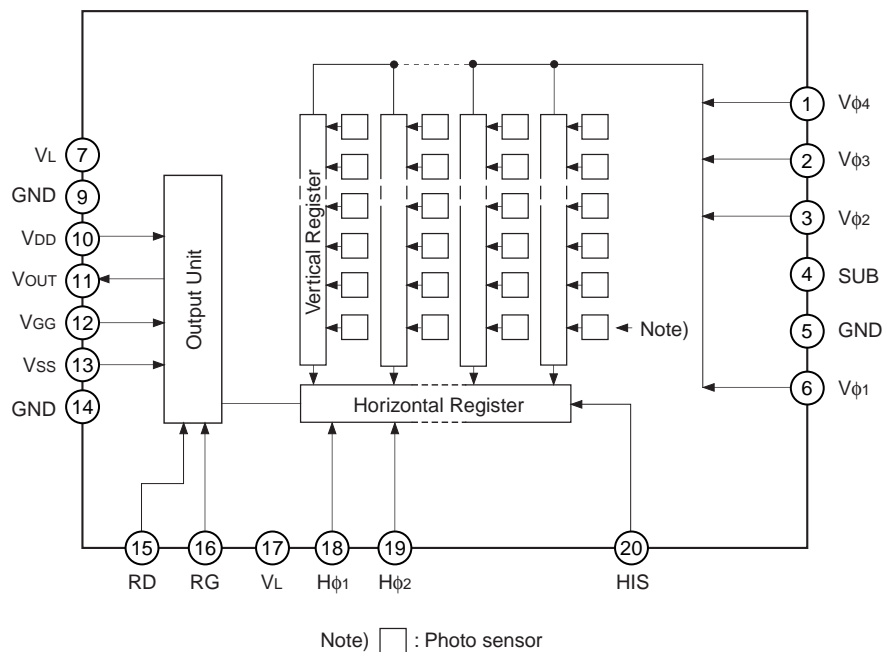 1 Vϕ4
2 Vϕ3
3 Vϕ2
4 SUB
5 GND
6 Vϕ1
VL 7
GND 9
VDD 10
VOUT 11
VGG 12
VSS 13
GND 14
Output Unit
Vertical Register
Note)
Horizontal Register
15 16 17 18 19 20
RD RG VL Hϕ1 Hϕ2 HIS
Note) : Photo sensor